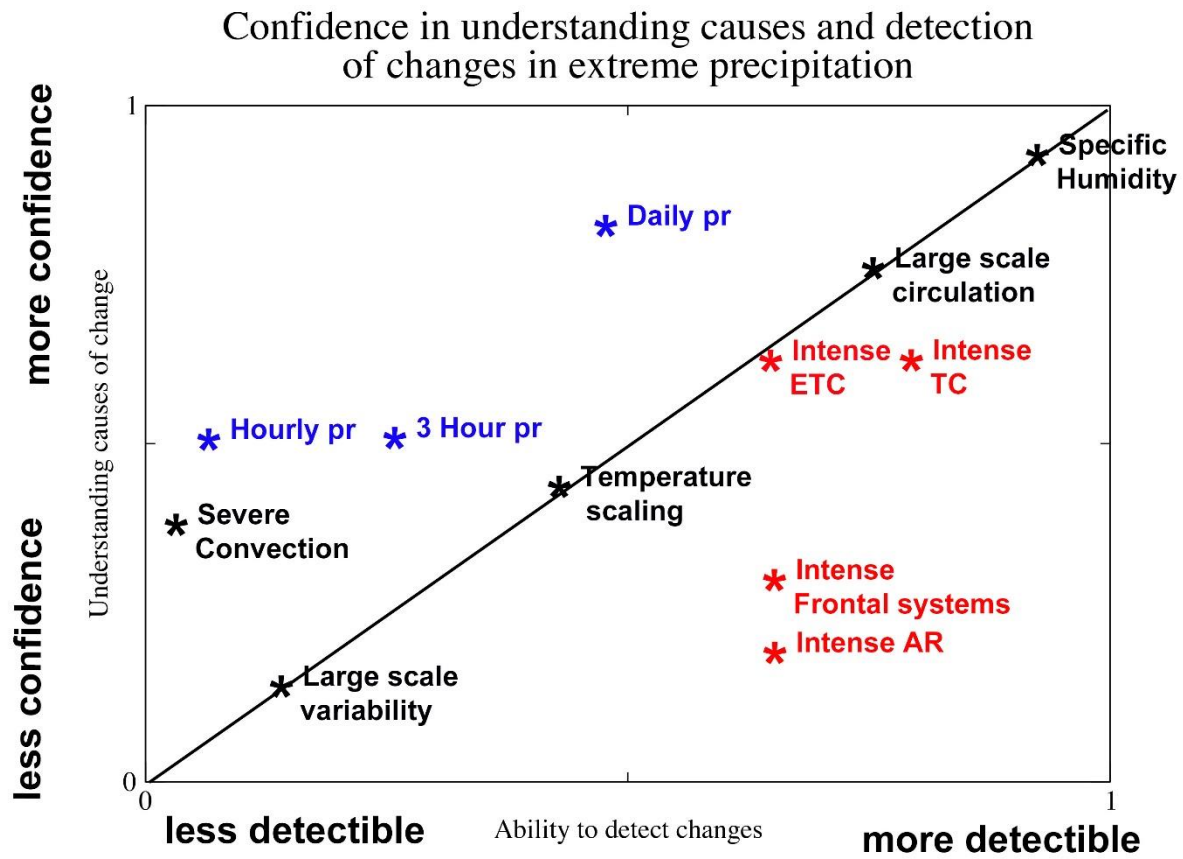 Confidence in understanding causes and detection
of changes in extreme precipitation
more confidence
less confidence
Understanding causes of change
1
0
Specific
Humidity
* Daily pr
* Large scale
circulation
* Intense
ETC
* Intense
TC
* Hourly pr
* 3 Hour pr
* Temperature
scaling
* Severe
Convection
* Intense
Frontal systems
* Intense AR
* Large scale
variability
0
1
less detectible
Ability to detect changes
more detectible